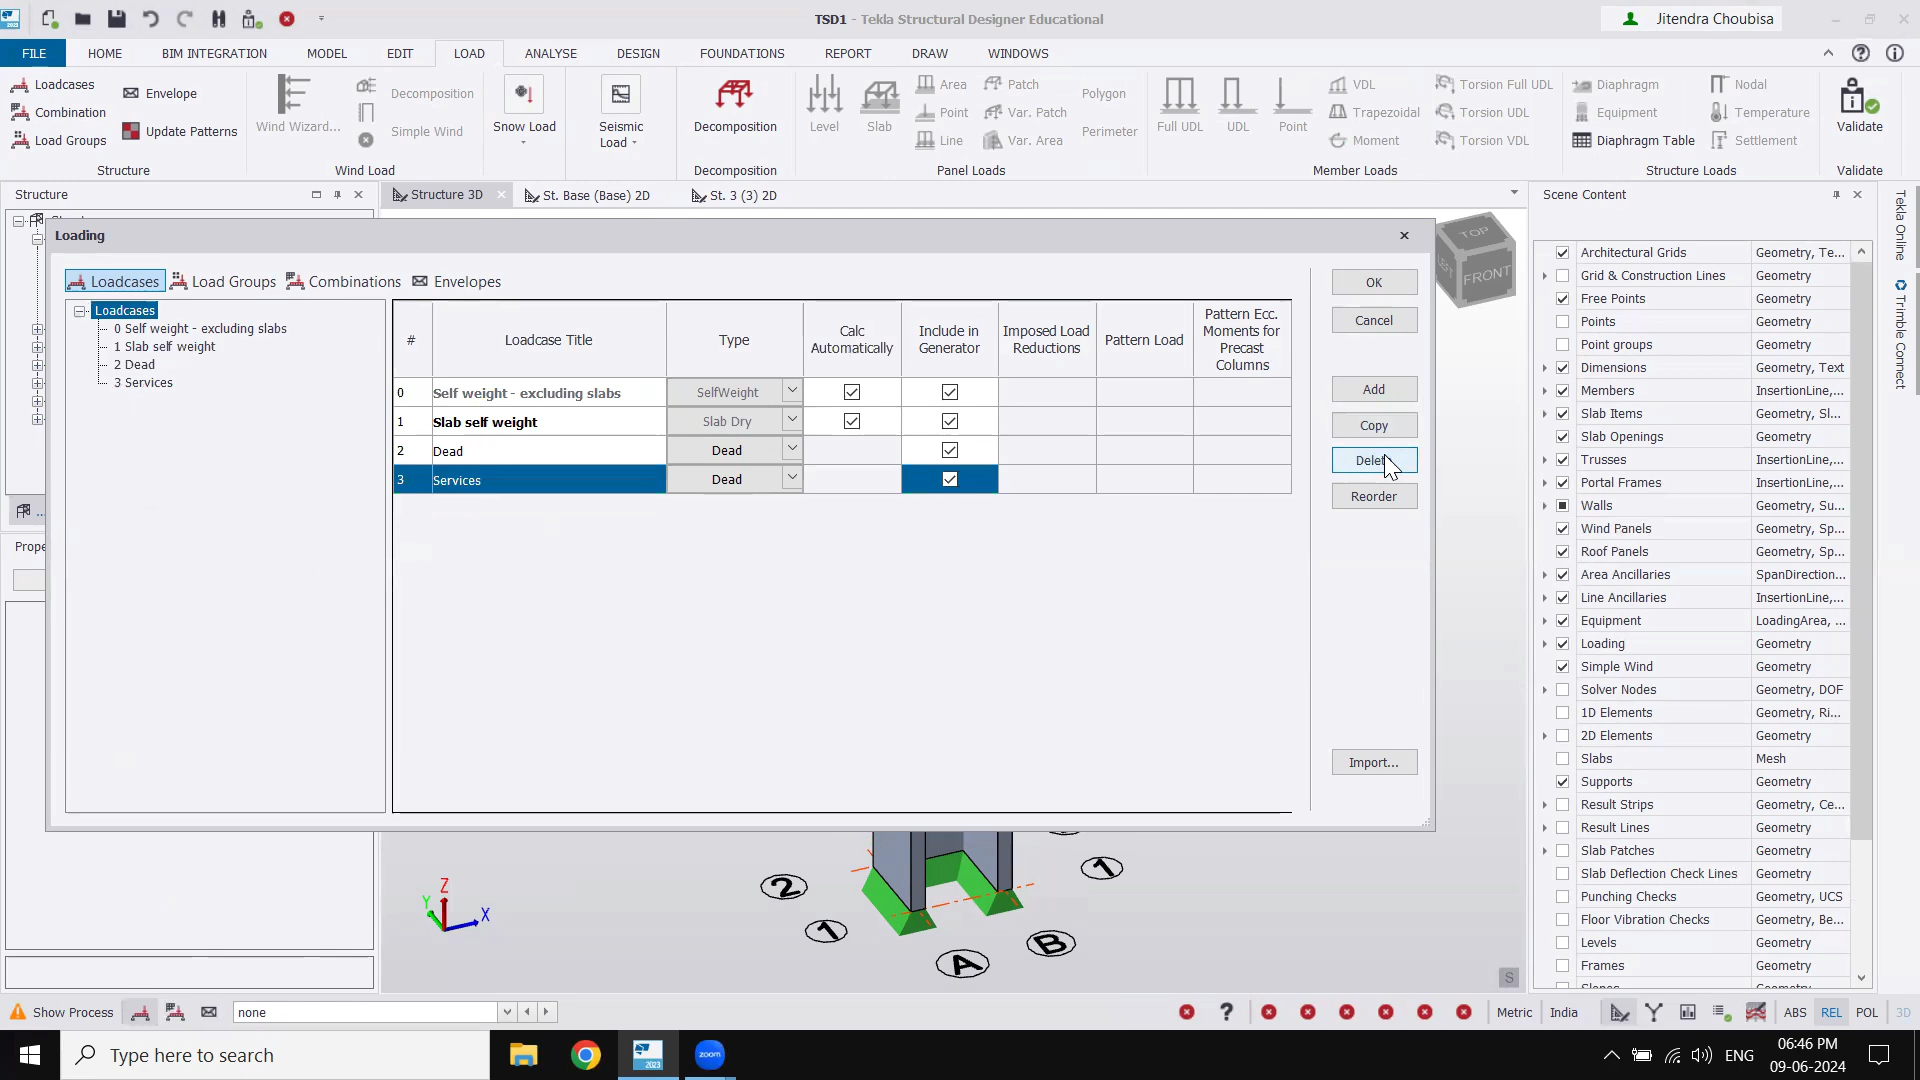 TSD1 - Tekla Structural Designer Educational
Jitendra Choubisa
FILE HOME BIM INTEGRATION MODEL EDIT LOAD ANALYSE DESIGN FOUNDATIONS REPORT DRAW WINDOWS
Loadcases
Combination
Load Groups
Envelope
Update Patterns
Structure
Wind Wizard...
Decomposition
Simple Wind
Wind Load
Snow Load
Seismic
Load
Decomposition
Decomposition
Level
Slab
Area
Point
Line
Patch
Var. Patch
Var. Area
Polygon
Perimeter
Panel Loads
Full UDL
UDL
Point
VDL
Trapezoidal
Moment
Torsion Full UDL
Torsion UDL
Torsion VDL
Member Loads
Diaphragm
Equipment
Diaphragm Table
Nodal
Temperature
Settlement
Structure Loads
Validate
Validate
Structure
Structure 3D
St. Base (Base) 2D
St. 3 (3) 2D
Scene Content
Tekla Online
Trimble Connect
Loading
Loadcases Load Groups Combinations Envelopes
Loadcases
0 Self weight - excluding slabs
1 Slab self weight
2 Dead
3 Services
# Loadcase Title Type Calc Automatically Include in Generator Imposed Load Reductions Pattern Load Pattern Ecc. Moments for Precast Columns
0 Self weight - excluding slabs SelfWeight
1 Slab self weight Slab Dry
2 Dead Dead
3 Services Dead
OK
Cancel
Add
Copy
Reorder
Import...
TOP
FRONT
Architectural Grids Geometry, Te...
Grid & Construction Lines Geometry
Free Points Geometry
Points Geometry
Point groups Geometry
Dimensions Geometry, Text
Members InsertionLine,...
Slab Items Geometry, Sl...
Slab Openings Geometry
Trusses InsertionLine,...
Portal Frames InsertionLine,...
Walls Geometry, Su...
Wind Panels Geometry, Sp...
Roof Panels Geometry, Sp...
Area Ancillaries SpanDirection...
Line Ancillaries InsertionLine,...
Equipment LoadingArea, ...
Loading Geometry
Simple Wind Geometry
Solver Nodes Geometry, DOF
1D Elements Geometry, Ri...
2D Elements Geometry
Slabs Mesh
Supports Geometry
Result Strips Geometry, Ce...
Result Lines Geometry
Slab Patches Geometry
Slab Deflection Check Lines Geometry
Punching Checks Geometry, UCS
Floor Vibration Checks Geometry, Be...
Levels Geometry
Frames Geometry
Z
Y
X
2
1
1
A
B
S
Show Process
none
Metric India ABS REL POL 3D
Type here to search
2023
zoom
ENG
06:46 PM
09-06-2024